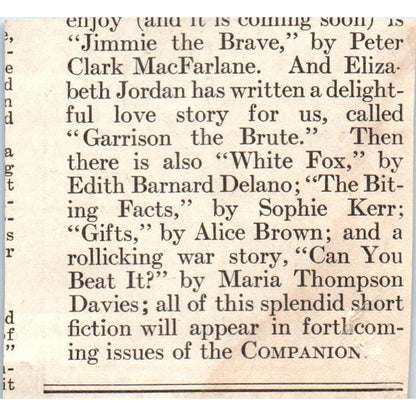 enjoy (and it is coming soon) is
"Jimmie the Brave," by Peter
Clark MacFarlane. And Eliza-
beth Jordan has written a delight-
ful love story for us, called
"Garrison the Brute." Then
there is also "White Fox," by
Edith Barnard Delano; "The Bit-
ing Facts," by Sophie Kerr;
"Gifts," by Alice Brown; and a
rollicking war story, "Can You
Beat It?" by Maria Thompson
Davies; all of this splendid short
fiction will appear in forthcom-
ing issues of the COMPANION.